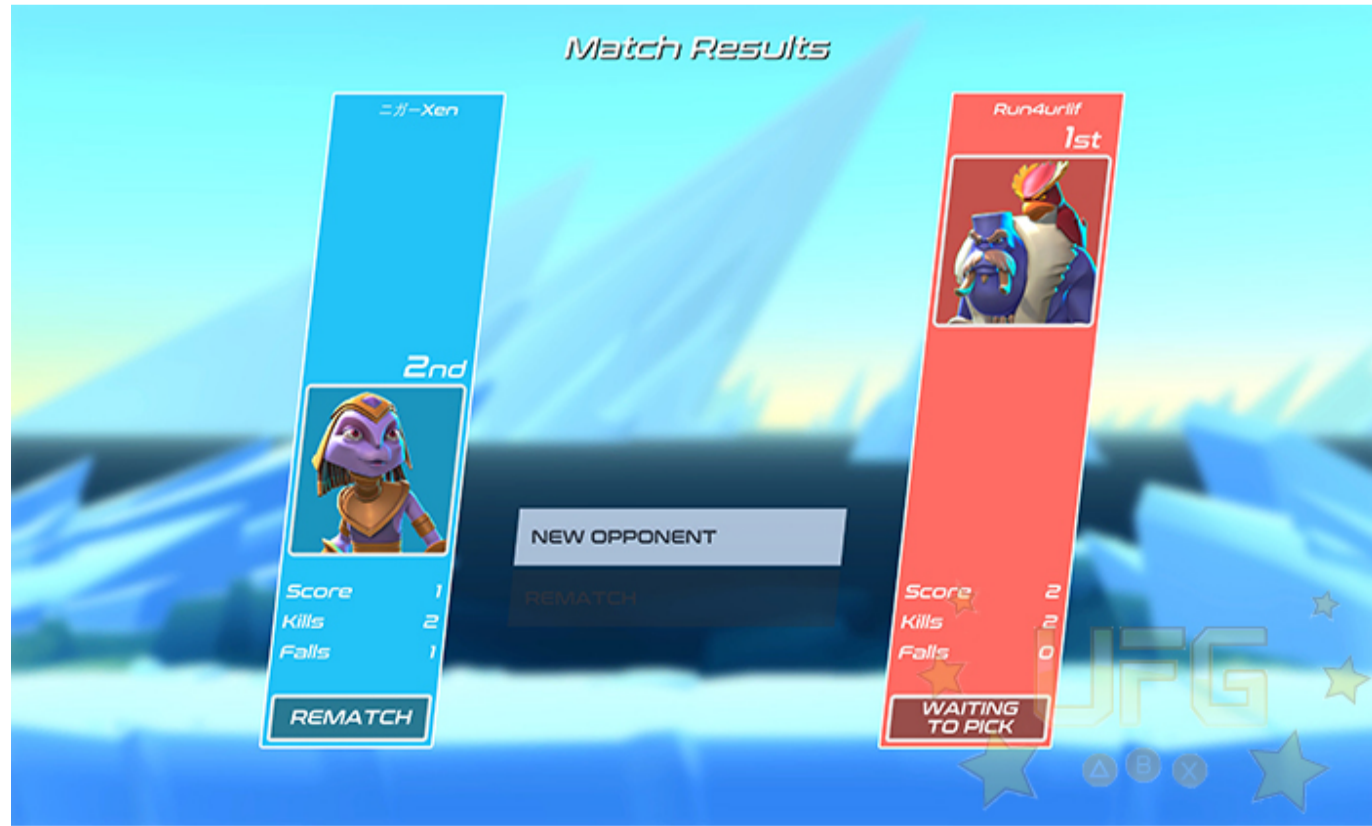 Match Results
ニガーXen
Run4urlif
1st
2nd
NEW OPPONENT
REMATCH
Score 1
Kills 2
Falls 1
REMATCH
Score 2
Kills 2
Falls 0
WAITING
TO PICK
UFG
B X